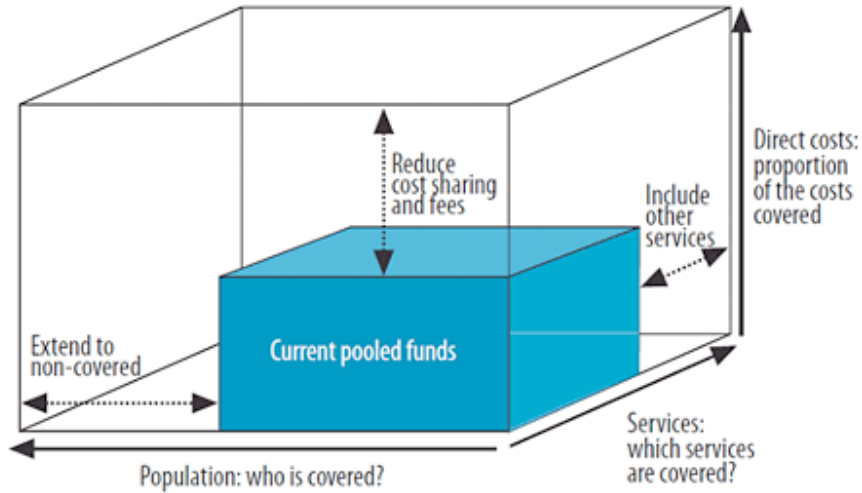 Reduce
cost sharing
and fees
Direct costs:
proportion
of the costs
covered
Include
other
services
Extend to
non-covered
Current pooled funds
Services:
which services
are covered?
Population: who is covered?